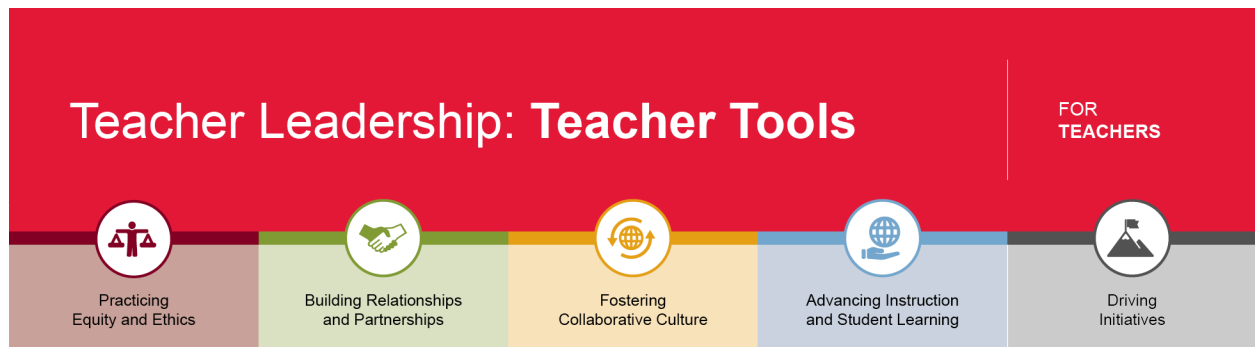 Teacher Leadership: Teacher Tools
FOR
TEACHERS
Practicing
Equity and Ethics
Building Relationships
and Partnerships
Fostering
Collaborative Culture
Advancing Instruction
and Student Learning
Driving
Initiatives